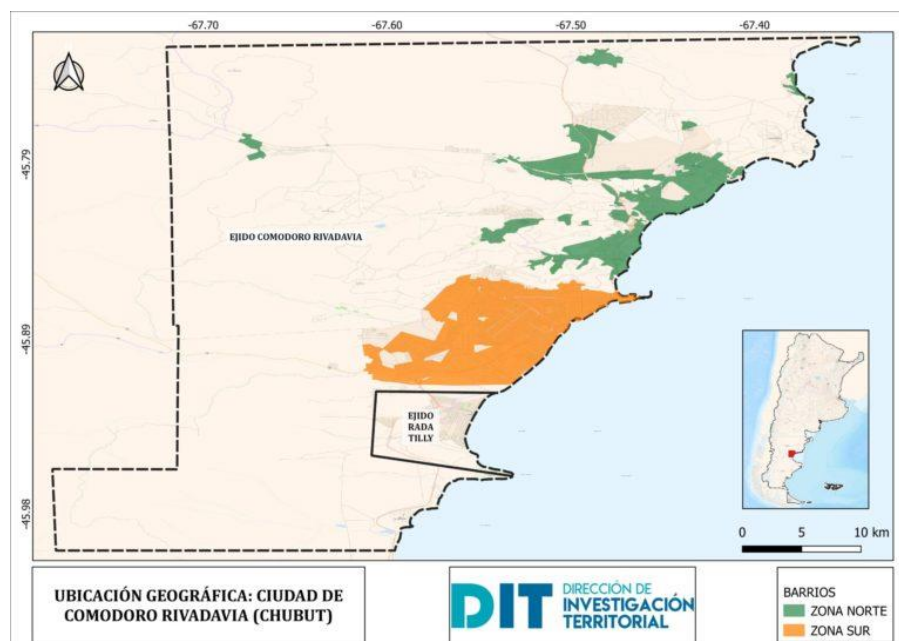 -67.70
-67.60
-67.50
-67.40
-45.79
-45.89
-45.98
EJIDO COMODORO RIVADAVIA
EJIDO
RADA
TILLY
0 5 10 km
UBICACIÓN GEOGRÁFICA: CIUDAD DE
COMODORO RIVADAVIA (CHUBUT)
DIT
DIRECCIÓN DE
INVESTIGACIÓN
TERRITORIAL
BARRIOS
ZONA NORTE
ZONA SUR